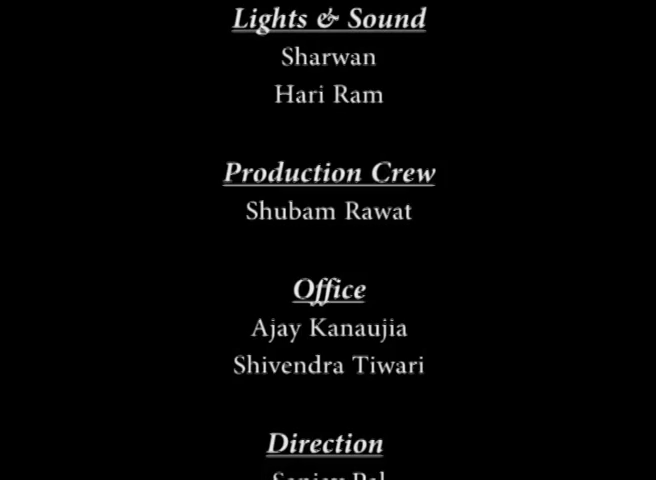 Lights & Sound
Sharwan
Hari Ram
Production Crew
Shubam Rawat
Office
Ajay Kanaujia
Shivendra Tiwari
Direction